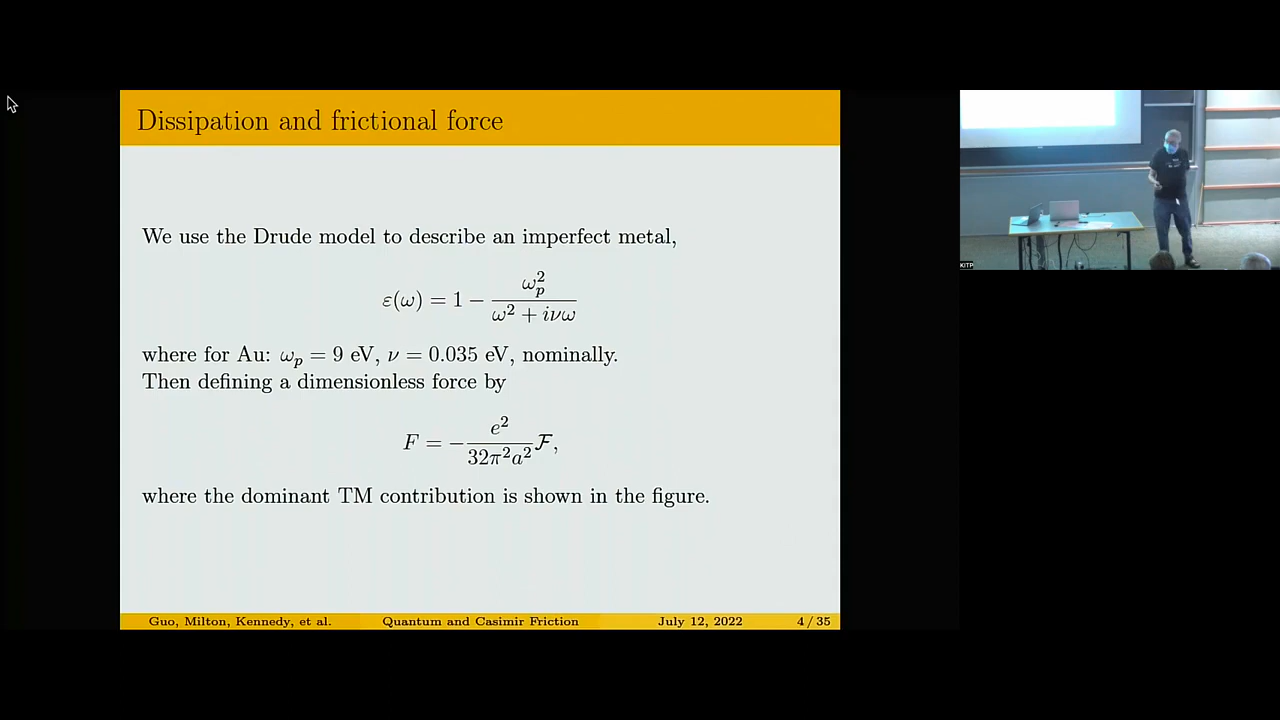 Dissipation and frictional force
We use the Drude model to describe an imperfect metal,
ε(ω) = 1 − ω_p^2 / (ω^2 + iνω)
where for Au: ω_p = 9 eV, ν = 0.035 eV, nominally.
Then defining a dimensionless force by
F = − e^2 / (32π^2a^2) ℱ,
where the dominant TM contribution is shown in the figure.
Guo, Milton, Kennedy, et al. Quantum and Casimir Friction July 12, 2022 4 / 35
KITP